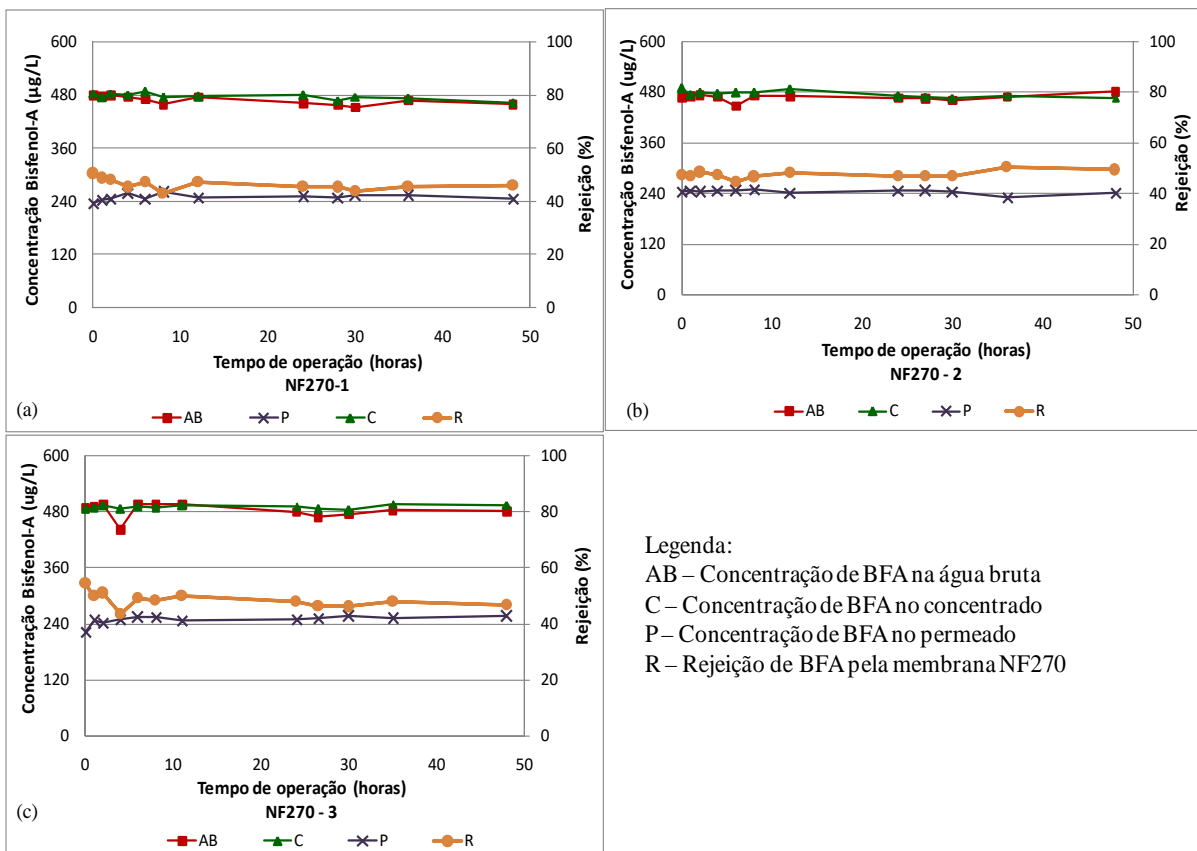 Concentração Bisfenol-A (µg/L)
600
480
360
240
120
0
100
80
60
40
20
0
Rejeição (%)
0 10 20 30 40 50
Tempo de operação (horas)
NF270-1
(a)
AB P C R
Concentração Bisfenol-A (ug/L)
600
480
360
240
120
0
100
80
60
40
20
0
Rejeição (%)
0 10 20 30 40 50
Tempo de operação (horas)
NF270 - 2
(b)
AB C P R
Concentração Bisfenol-A (ug/L)
600
480
360
240
120
0
100
80
60
40
20
0
Rejeição (%)
0 10 20 30 40 50
Tempo de operação (horas)
NF270 - 3
(c)
AB C P R
Legenda:
AB – Concentração de BFA na água bruta
C – Concentração de BFA no concentrado
P – Concentração de BFA no permeado
R – Rejeição de BFA pela membrana NF270